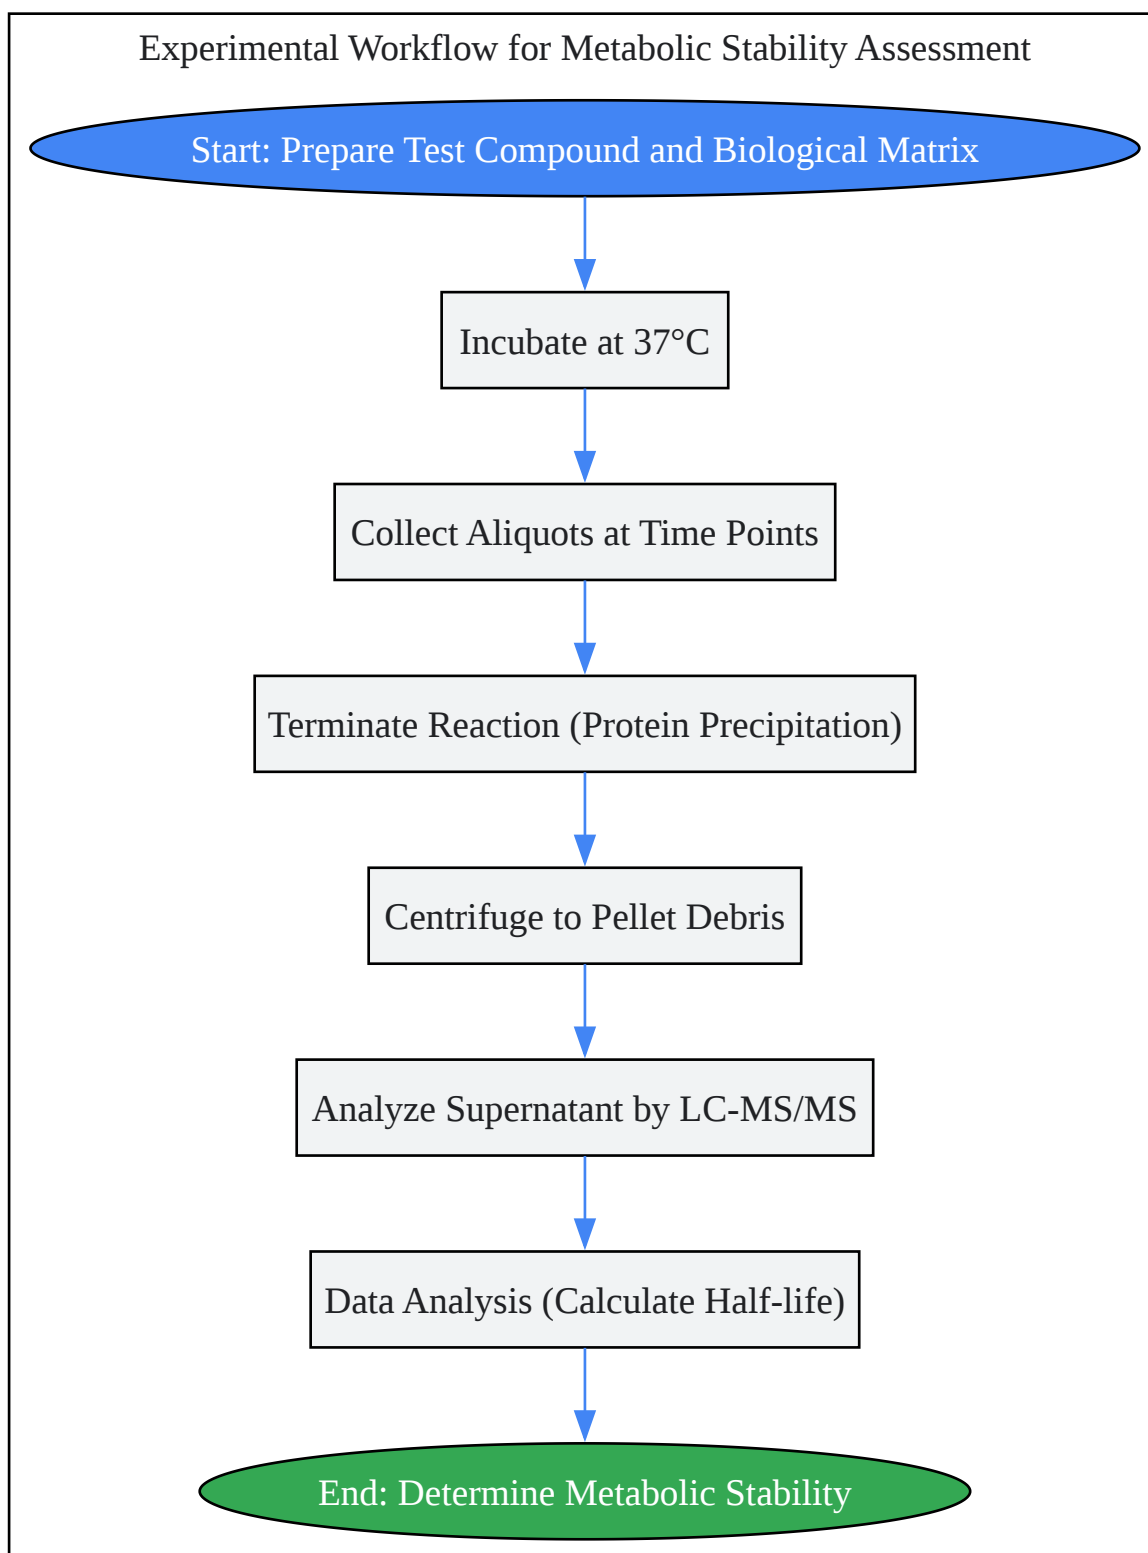 Experimental Workflow for Metabolic Stability Assessment
Start: Prepare Test Compound and Biological Matrix
Incubate at 37°C
Collect Aliquots at Time Points
Terminate Reaction (Protein Precipitation)
Centrifuge to Pellet Debris
Analyze Supernatant by LC-MS/MS
Data Analysis (Calculate Half-life)
End: Determine Metabolic Stability